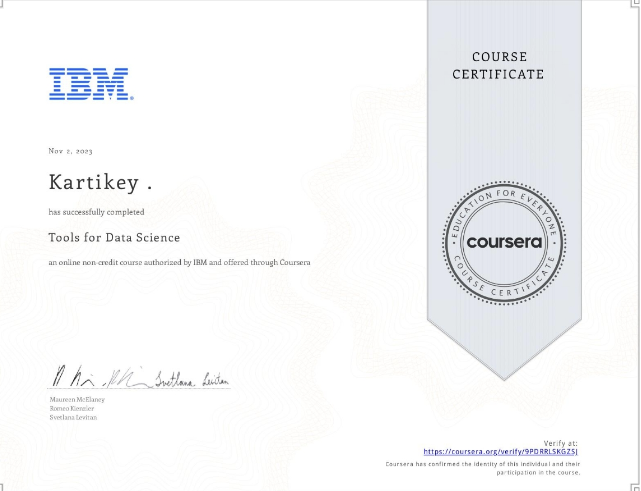 IBM®
COURSE
CERTIFICATE
Nov 2, 2023
Kartikey .
has successfully completed
Tools for Data Science
an online non-credit course authorized by IBM and offered through Coursera
EDUCATION FOR EVERYONE
coursera
COURSE CERTIFICATE
Svetlana Levitan
Maureen McElaney
Romeo Kienzler
Svetlana Levitan
Verify at:
https://coursera.org/verify/9PDRRLSKGZSJ
Coursera has confirmed the identity of this individual and their
participation in the course.